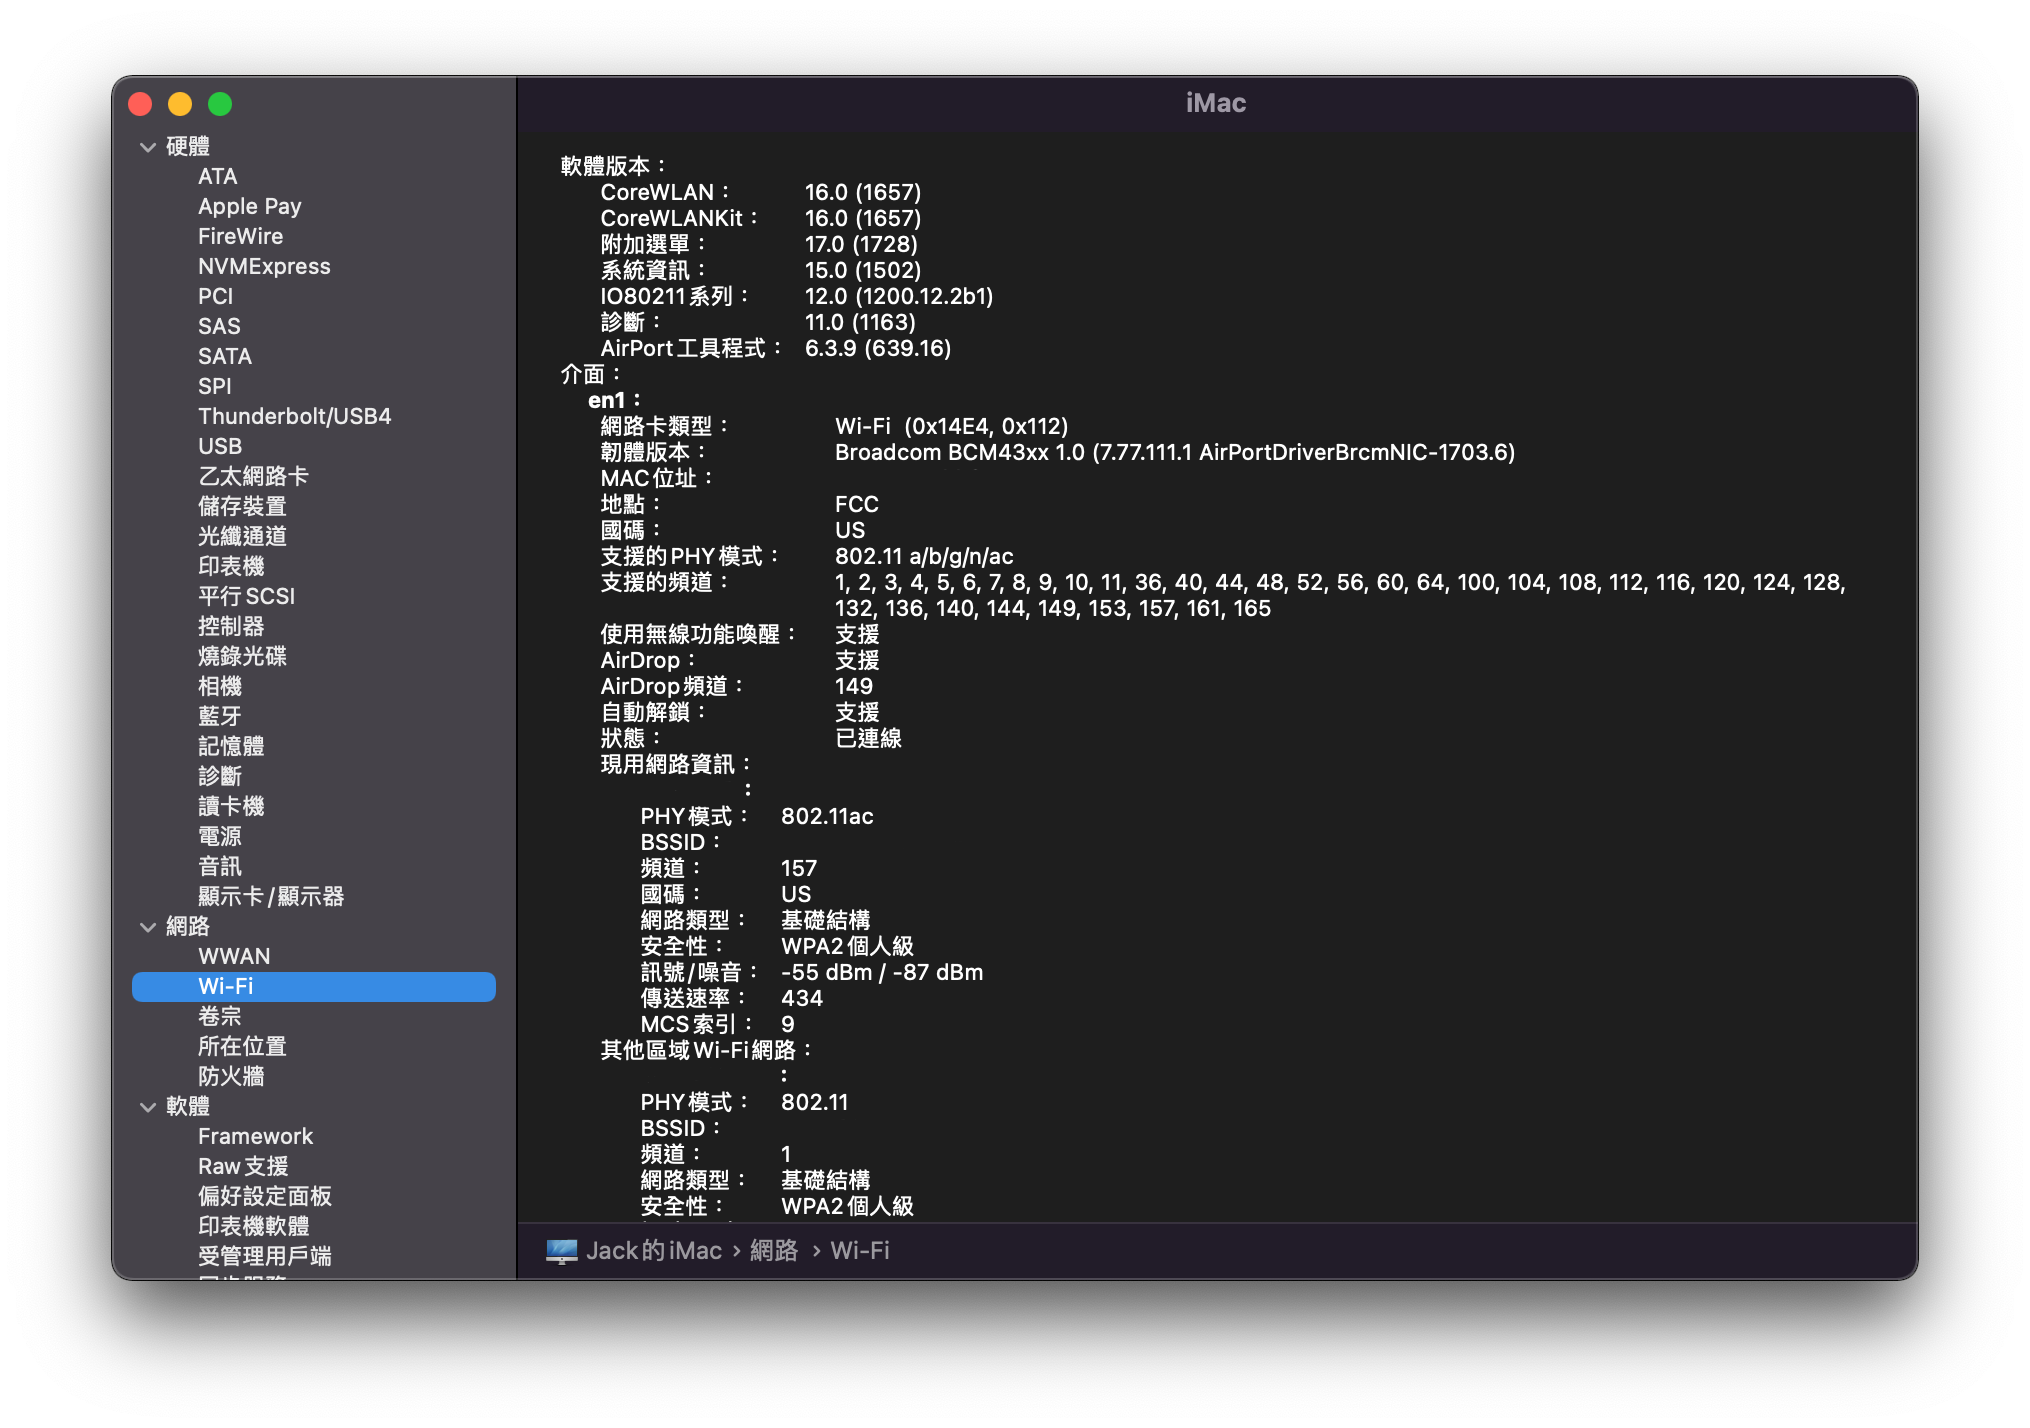 iMac
硬體
ATA
Apple Pay
FireWire
NVMExpress
PCI
SAS
SATA
SPI
Thunderbolt/USB4
USB
乙太網路卡
儲存裝置
光纖通道
印表機
平行SCSI
控制器
燒錄光碟
相機
藍牙
記憶體
診斷
讀卡機
電源
音訊
顯示卡/顯示器
網路
WWAN
Wi-Fi
卷宗
所在位置
防火牆
軟體
Framework
Raw支援
偏好設定面板
印表機軟體
受管理用戶端
軟體版本：
CoreWLAN： 16.0 (1657)
CoreWLANKit： 16.0 (1657)
附加選單： 17.0 (1728)
系統資訊： 15.0 (1502)
IO80211系列： 12.0 (1200.12.2b1)
診斷： 11.0 (1163)
AirPort工具程式： 6.3.9 (639.16)
介面：
en1：
網路卡類型： Wi-Fi (0x14E4, 0x112)
韌體版本： Broadcom BCM43xx 1.0 (7.77.111.1 AirPortDriverBrcmNIC-1703.6)
MAC位址：
地點： FCC
國碼： US
支援的PHY模式： 802.11 a/b/g/n/ac
支援的頻道： 1, 2, 3, 4, 5, 6, 7, 8, 9, 10, 11, 36, 40, 44, 48, 52, 56, 60, 64, 100, 104, 108, 112, 116, 120, 124, 128,
132, 136, 140, 144, 149, 153, 157, 161, 165
使用無線功能喚醒： 支援
AirDrop： 支援
AirDrop頻道： 149
自動解鎖： 支援
狀態： 已連線
現用網路資訊：
：
PHY模式： 802.11ac
BSSID：
頻道： 157
國碼： US
網路類型： 基礎結構
安全性： WPA2個人級
訊號/噪音： -55 dBm / -87 dBm
傳送速率： 434
MCS索引： 9
其他區域Wi-Fi網路：
：
PHY模式： 802.11
BSSID：
頻道： 1
網路類型： 基礎結構
安全性： WPA2個人級
Jack的iMac › 網路 › Wi-Fi